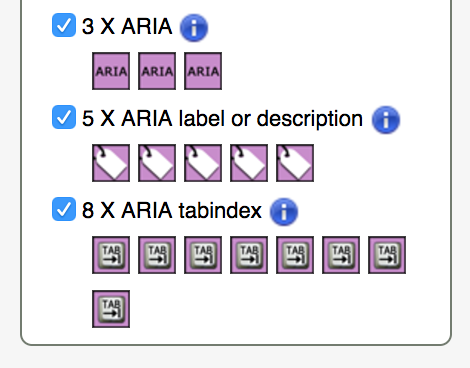 3 X ARIA
ARIA ARIA ARIA
5 X ARIA label or description
8 X ARIA tabindex
TAB TAB TAB TAB TAB TAB TAB
TAB